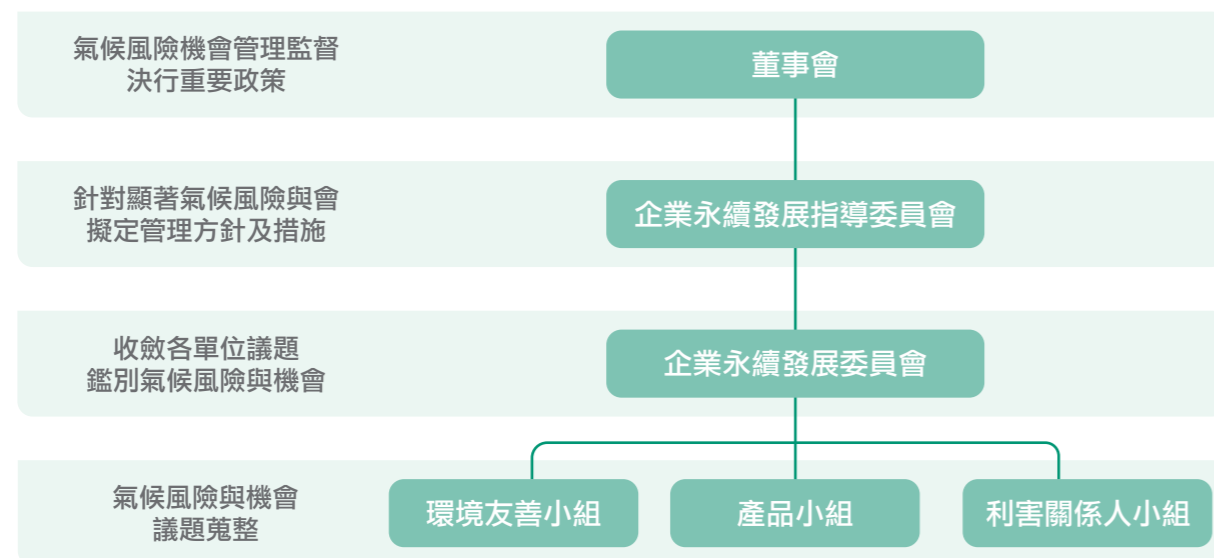 氣候風險機會管理監督
決行重要政策
董事會
針對顯著氣候風險與會
擬定管理方針及措施
企業永續發展指導委員會
收斂各單位議題
鑑別氣候風險與機會
企業永續發展委員會
氣候風險與機會
議題蒐整
環境友善小組
產品小組
利害關係人小組